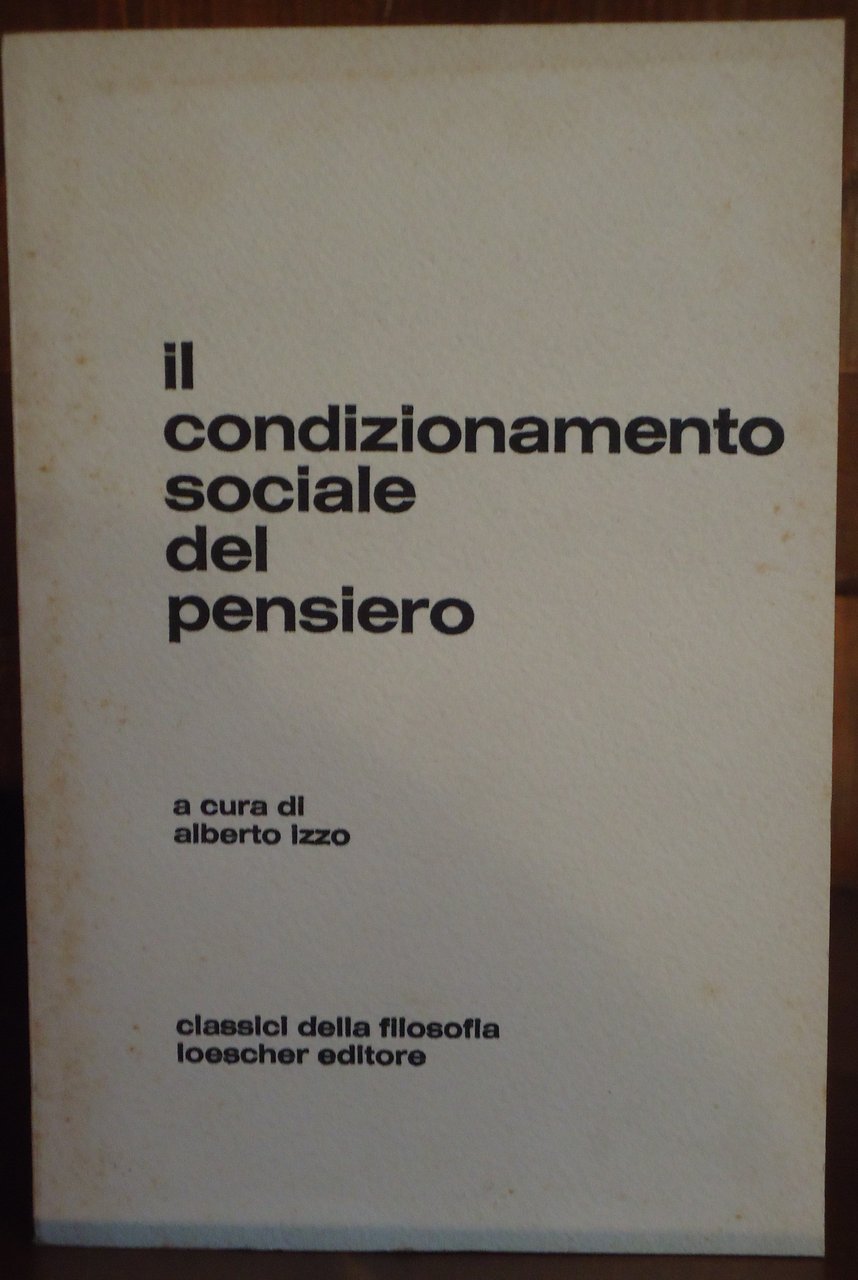 il
condizionamento
sociale
del
pensiero
a cura di
alberto izzo
classici della filosofia
loescher editore